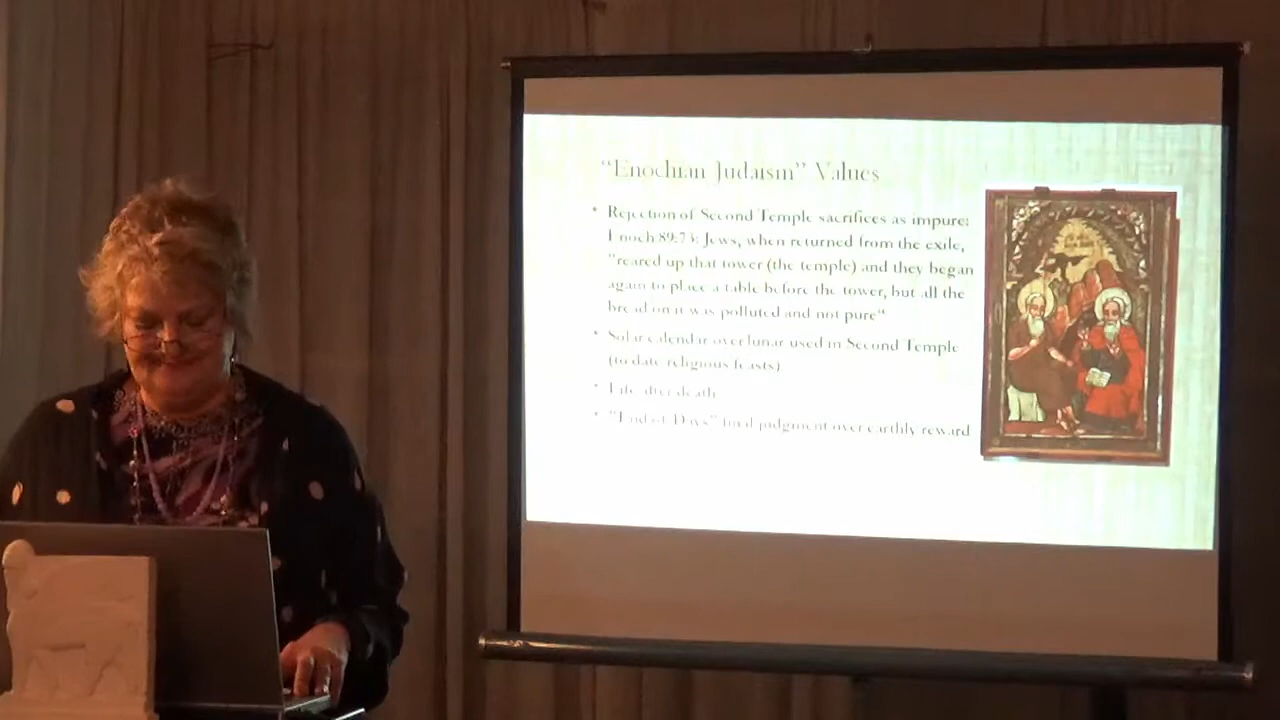 “Enochian Judaism” Values
• Rejection of Second Temple sacrifices as impure:
Enoch 89:73: Jews, when returned from the exile,
"reared up that tower (the temple) and they began
again to place a table before the tower, but all the
bread on it was polluted and not pure"
• Solar calendar over lunar used in Second Temple
(to date religious feasts)
• Life after death
• "End of Days" final judgment over earthly reward